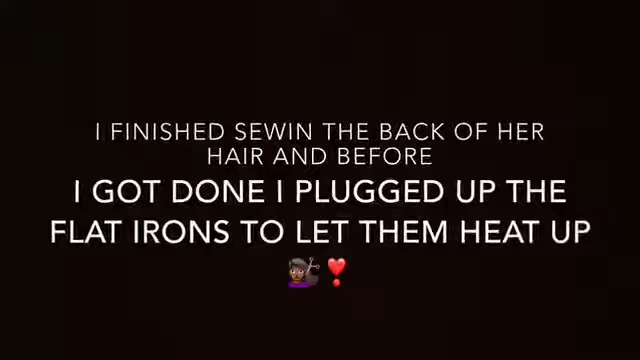 I FINISHED SEWIN THE BACK OF HER
HAIR AND BEFORE
I GOT DONE I PLUGGED UP THE
FLAT IRONS TO LET THEM HEAT UP
💇🏿‍♀️❣️